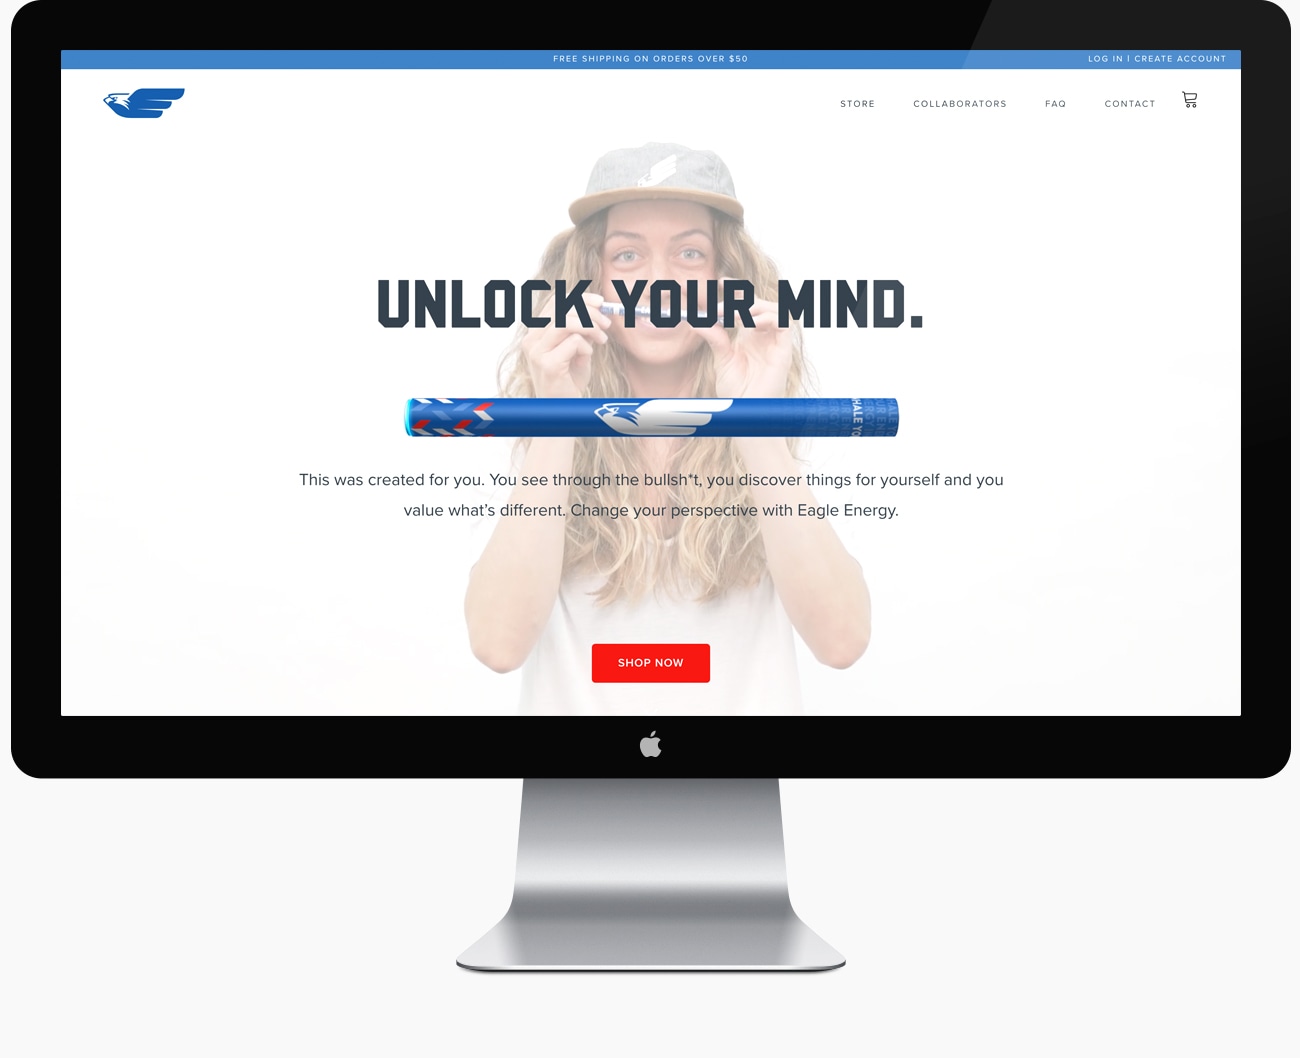 FREE SHIPPING ON ORDERS OVER $50
LOG IN | CREATE ACCOUNT
STORE COLLABORATORS FAQ CONTACT
UNLOCK YOUR MIND.
This was created for you. You see through the bullsh*t, you discover things for yourself and you
value what’s different. Change your perspective with Eagle Energy.
SHOP NOW